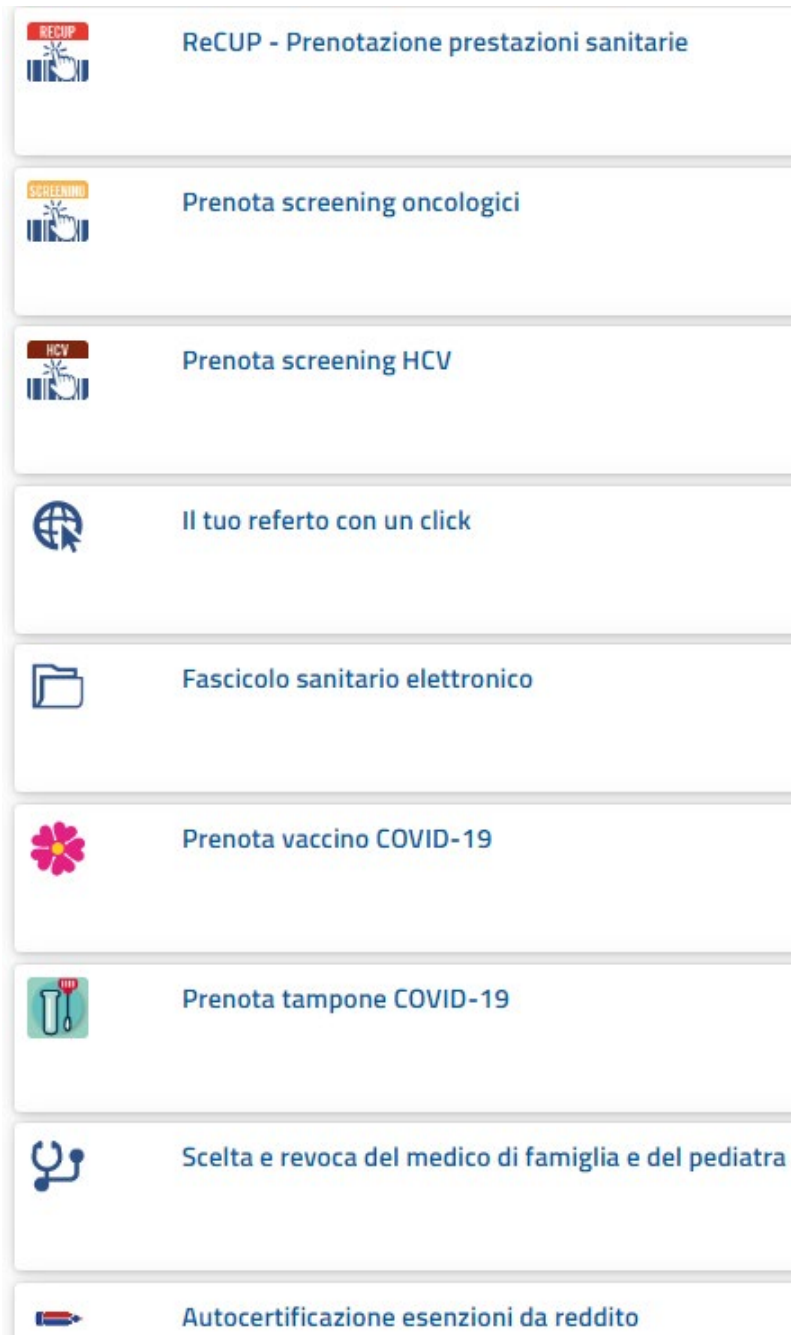 RECUP
ReCUP - Prenotazione prestazioni sanitarie
SCREENING
Prenota screening oncologici
HCV
Prenota screening HCV
Il tuo referto con un click
Fascicolo sanitario elettronico
Prenota vaccino COVID-19
Prenota tampone COVID-19
Scelta e revoca del medico di famiglia e del pediatra
Autocertificazione esenzioni da reddito